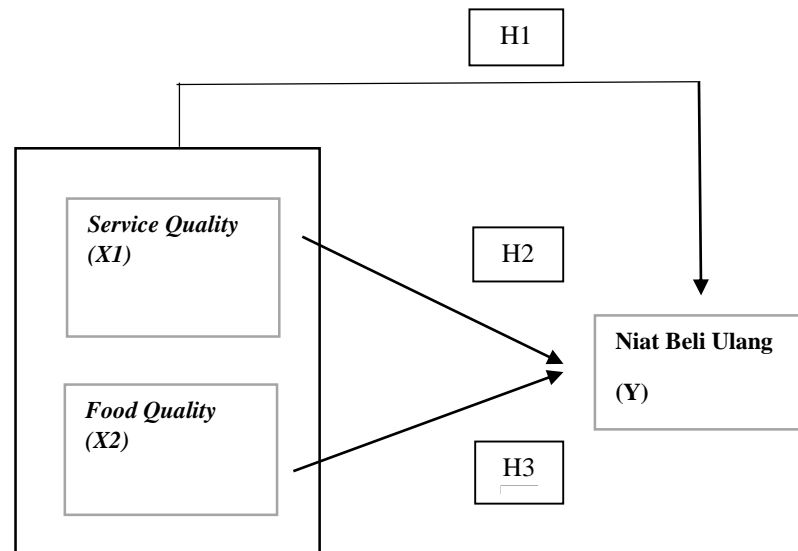 H1
Service Quality
(X1)
H2
Niat Beli Ulang
(Y)
Food Quality
(X2)
H3